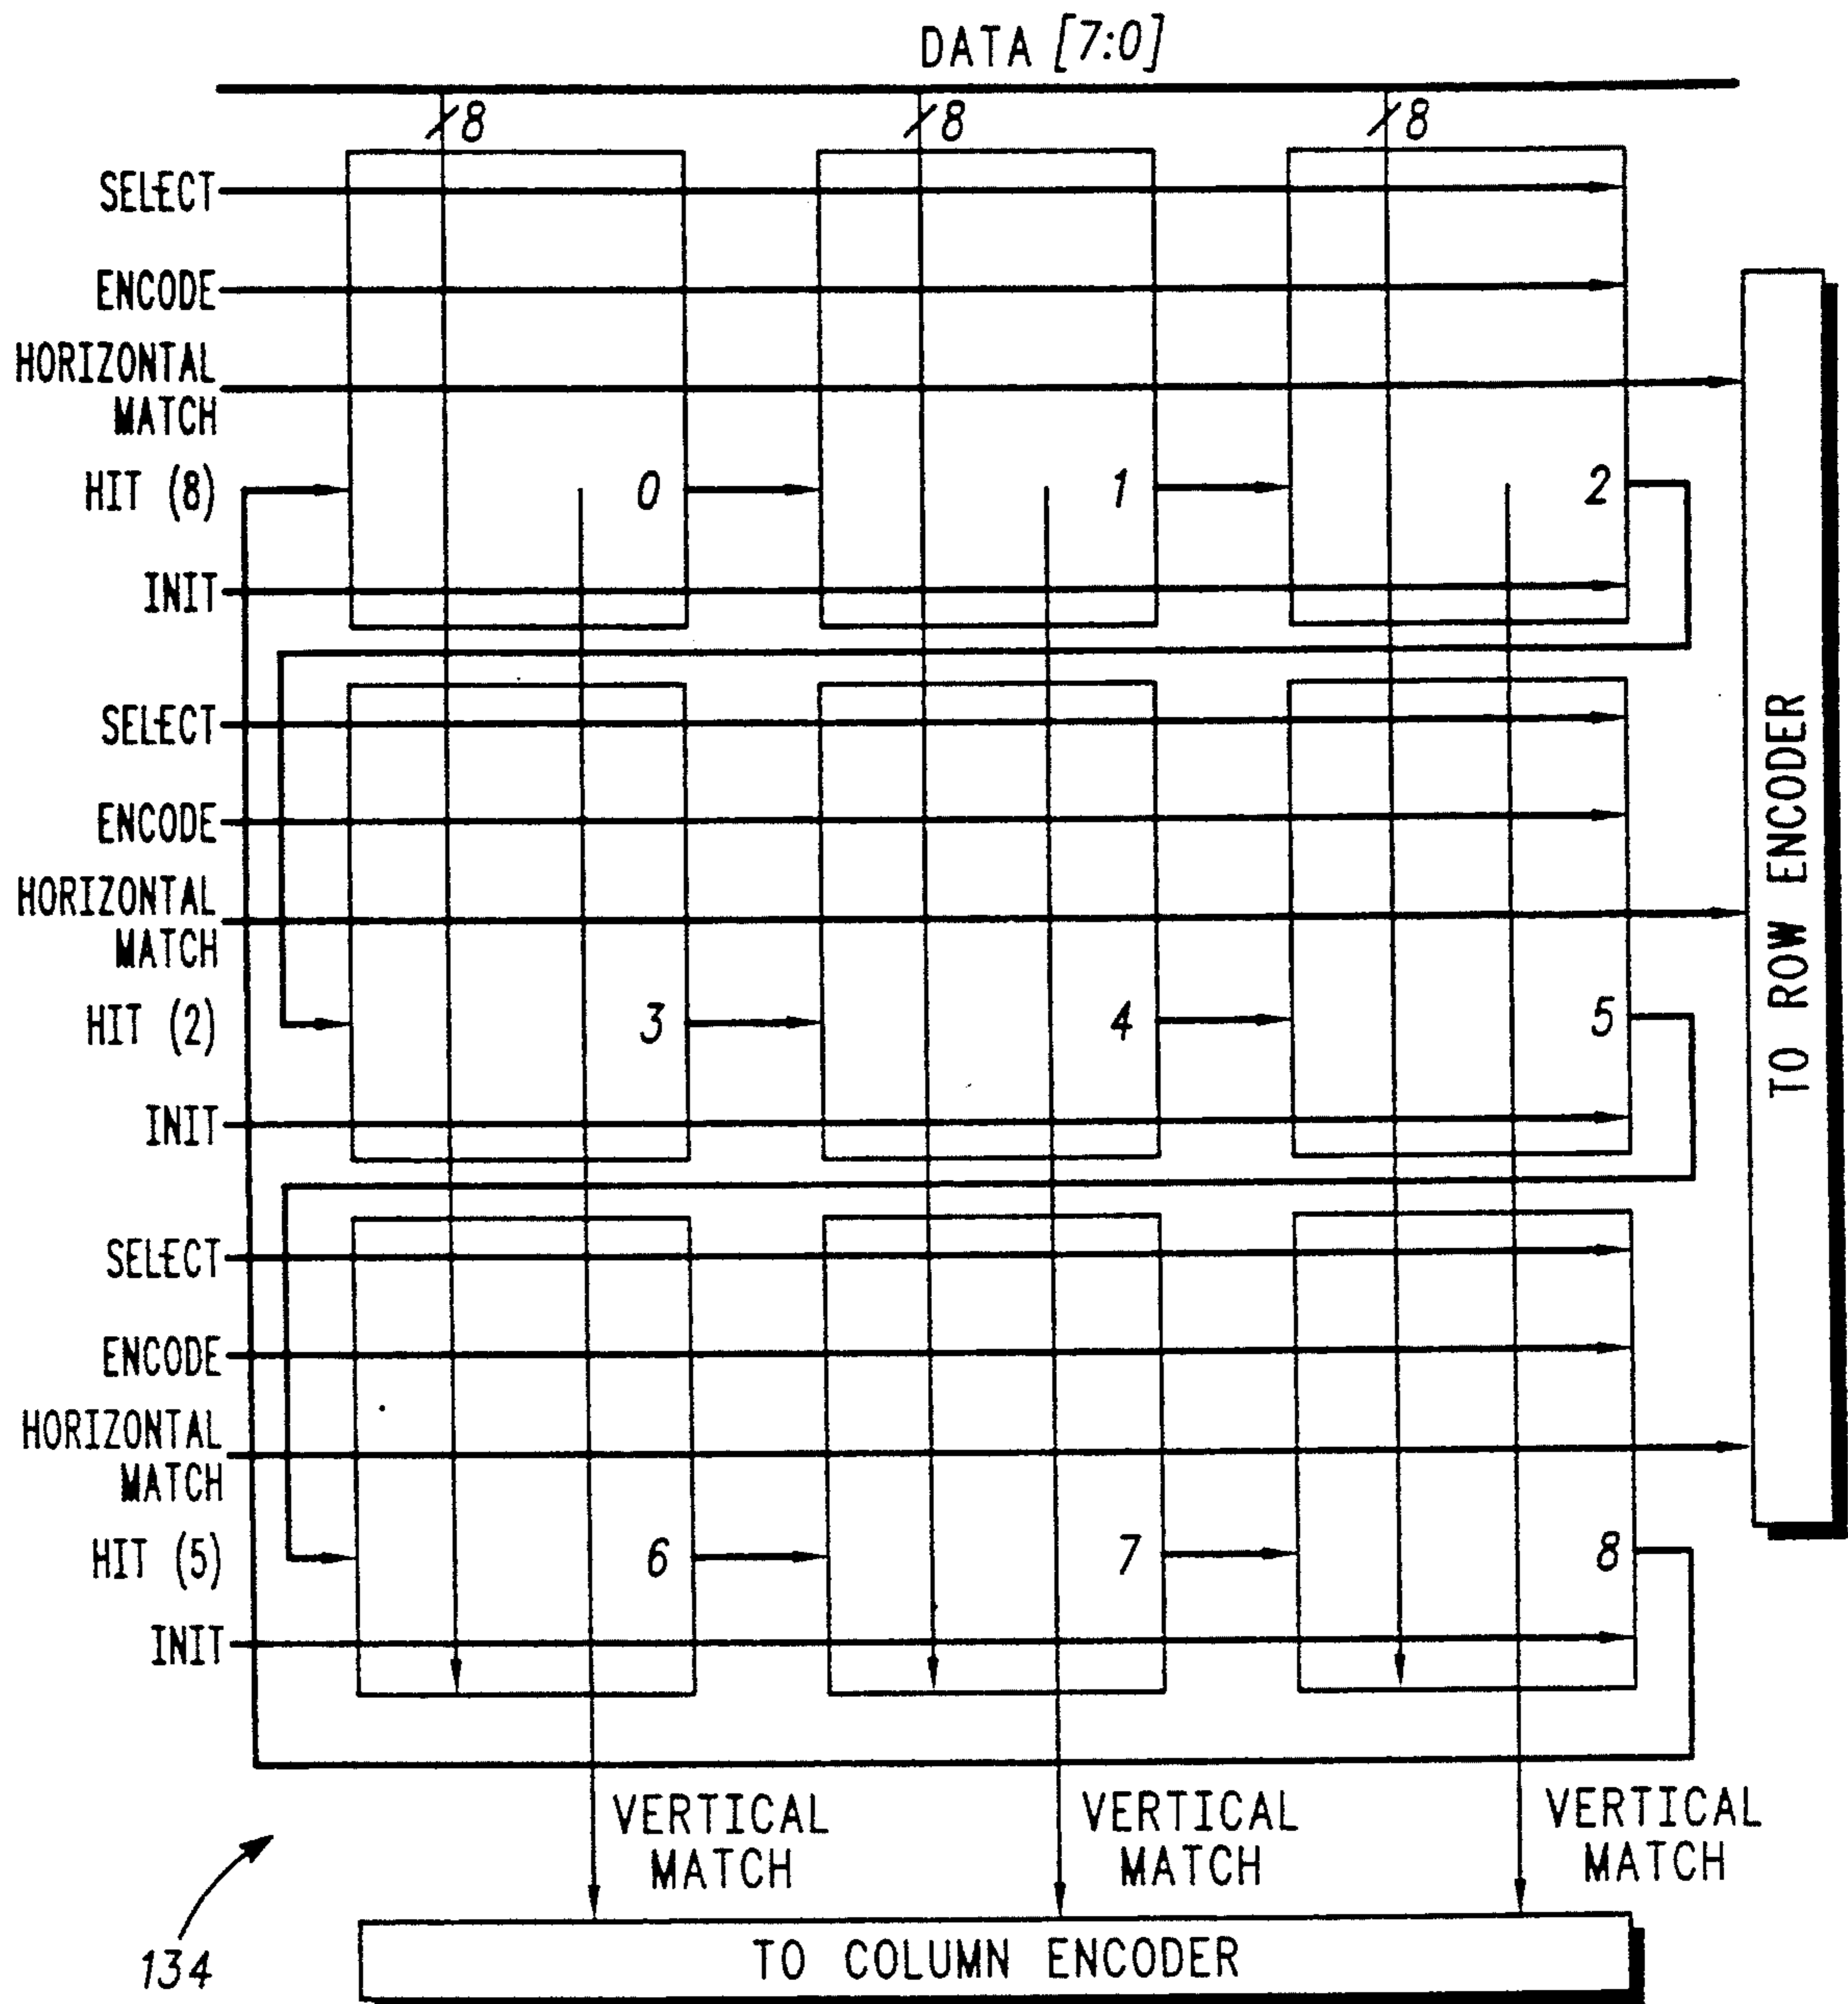 DATA [7:0]
8 8 8
SELECT
ENCODE
HORIZONTAL
MATCH
HIT (8) 0 1 2
INIT
SELECT
ENCODE
HORIZONTAL
MATCH
HIT (2) 3 4 5
INIT
SELECT
ENCODE
HORIZONTAL
MATCH
HIT (5) 6 7 8
INIT
TO ROW ENCODER
VERTICAL
MATCH
VERTICAL
MATCH
VERTICAL
MATCH
134
TO COLUMN ENCODER